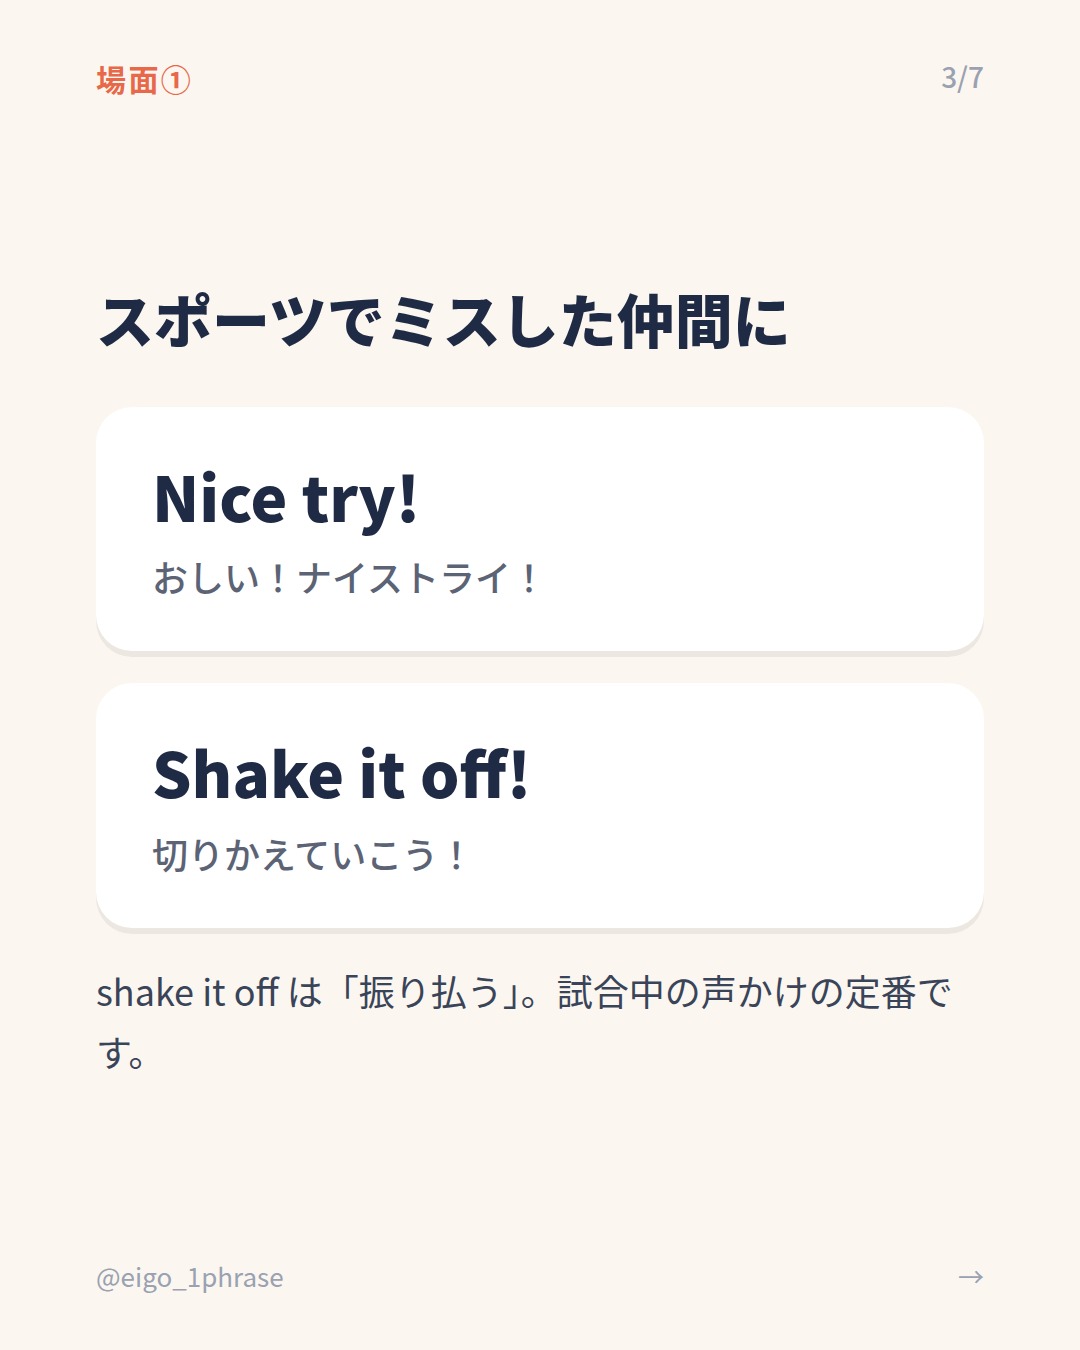 場面①
3/7
スポーツでミスした仲間に
Nice try!
おしい！ナイストライ！
Shake it off!
切りかえていこう！
shake it off は「振り払う」。試合中の声かけの定番で
す。
@eigo_1phrase
→